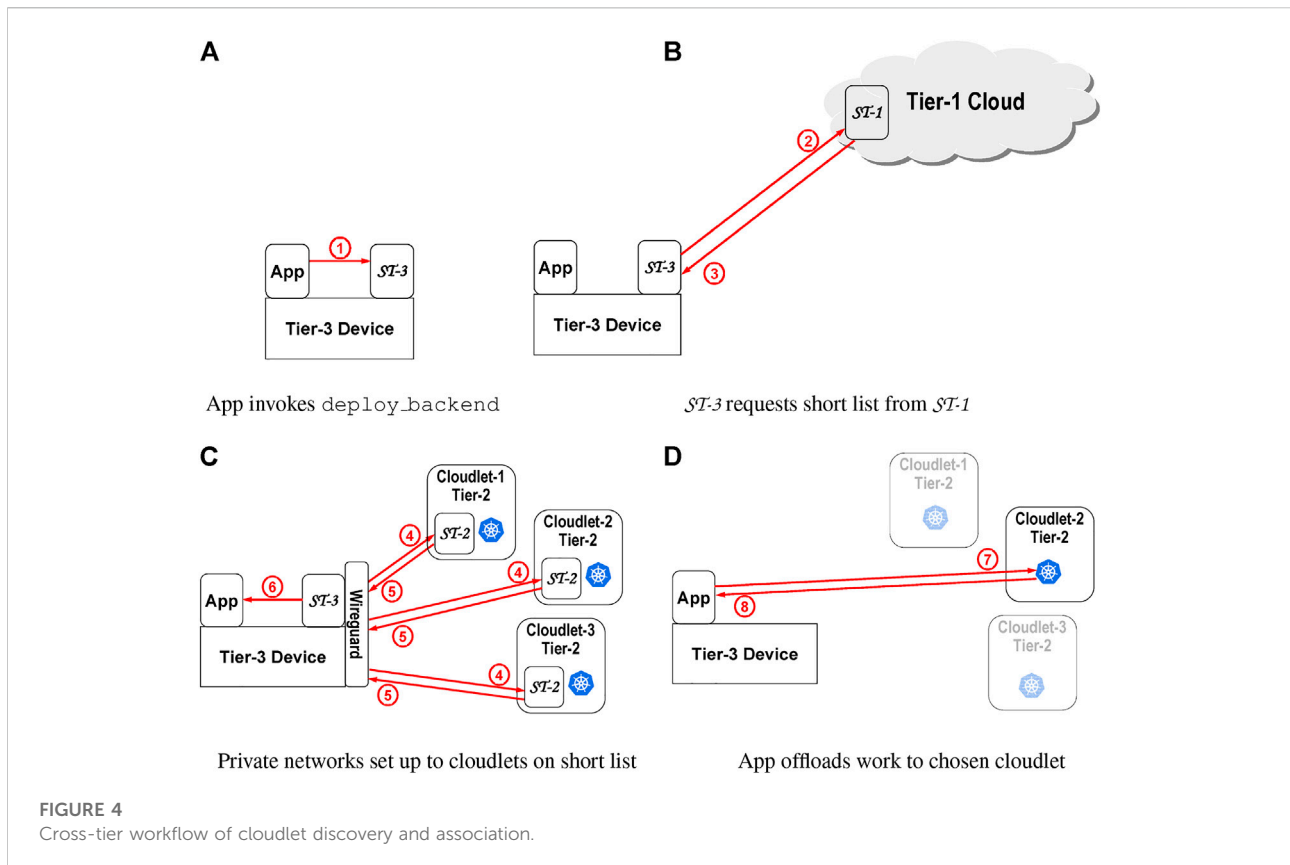 A
B
Tier-1 Cloud
ST-1
2
3
1
App
ST-3
Tier-3 Device
App
ST-3
Tier-3 Device
App invokes deploy_backend
ST-3 requests short list from ST-1
C
D
Cloudlet-1
Tier-2
ST-2
4
5
Cloudlet-2
Tier-2
ST-2
4
5
Cloudlet-3
Tier-2
ST-2
4
5
6
App
ST-3
Wireguard
Tier-3 Device
Cloudlet-1
Tier-2
Cloudlet-2
Tier-2
7
8
App
Tier-3 Device
Cloudlet-3
Tier-2
Private networks set up to cloudlets on short list
App offloads work to chosen cloudlet
FIGURE 4
Cross-tier workflow of cloudlet discovery and association.